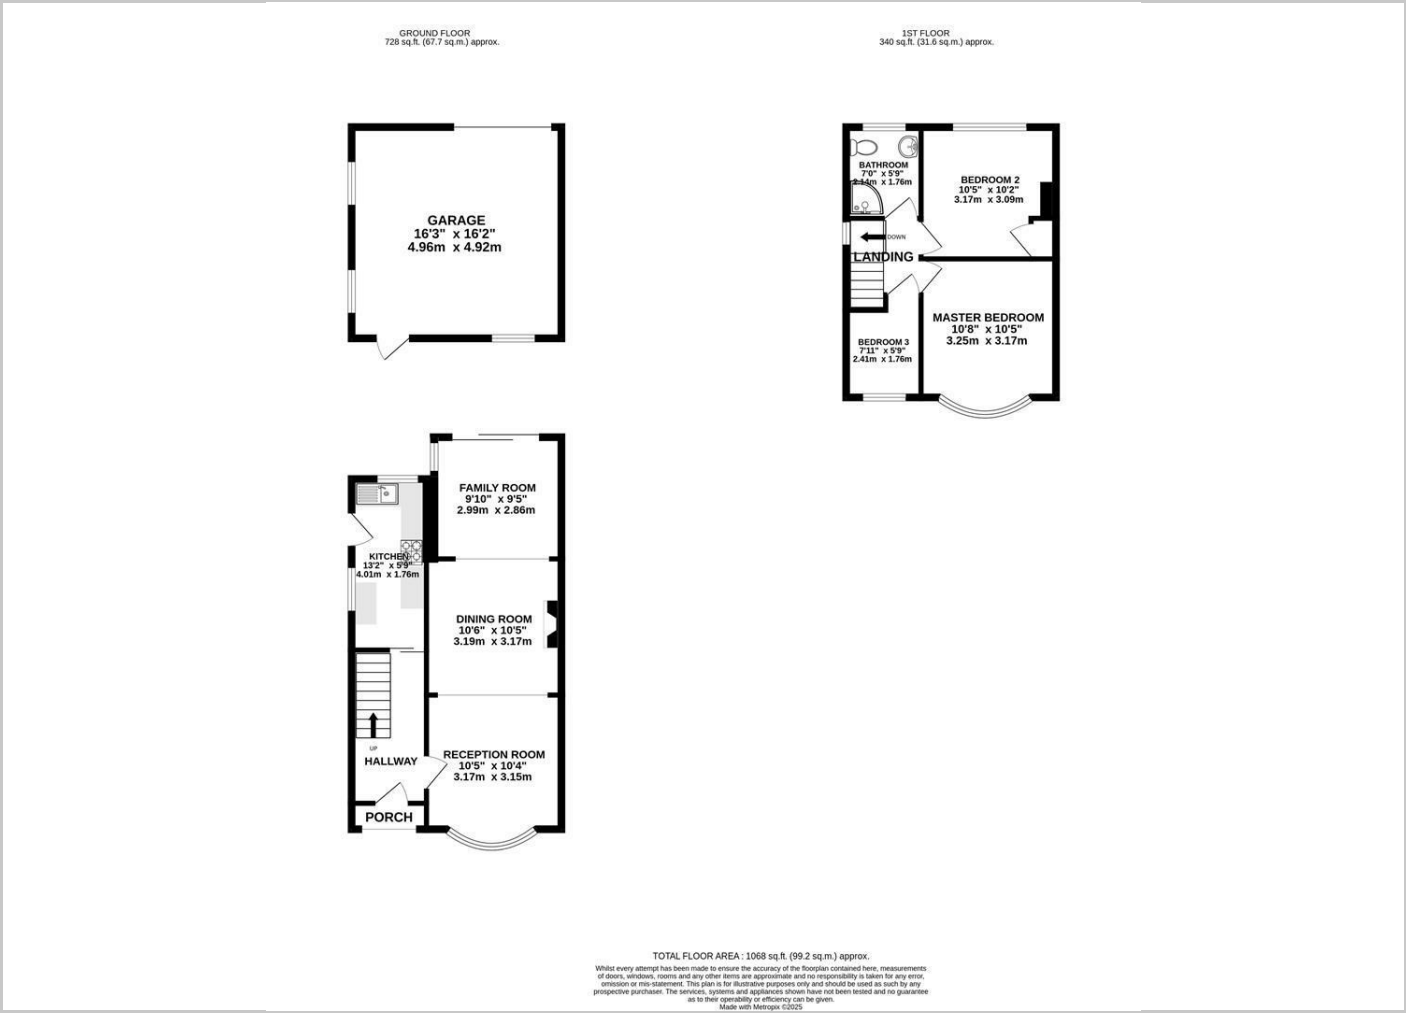 GROUND FLOOR
728 sq.ft. (67.7 sq.m.) approx.
1ST FLOOR
340 sq.ft. (31.6 sq.m.) approx.
GARAGE
16'3" x 16'2"
4.96m x 4.92m
BATHROOM
7'0" x 5'9"
2.14m x 1.76m
BEDROOM 2
10'5" x 10'2"
3.17m x 3.09m
DOWN
LANDING
MASTER BEDROOM
10'8" x 10'5"
3.25m x 3.17m
BEDROOM 3
7'11" x 5'9"
2.41m x 1.76m
FAMILY ROOM
9'10" x 9'5"
2.99m x 2.86m
KITCHEN
13'2" x 5'9"
4.01m x 1.76m
DINING ROOM
10'6" x 10'5"
3.19m x 3.17m
UP
HALLWAY
RECEPTION ROOM
10'5" x 10'4"
3.17m x 3.15m
PORCH
TOTAL FLOOR AREA : 1068 sq.ft. (99.2 sq.m.) approx.
Whilst every attempt has been made to ensure the accuracy of the floorplan contained here, measurements
of doors, windows, rooms and any other items are approximate and no responsibility is taken for any error,
omission or mis-statement. This plan is for illustrative purposes only and should be used as such by any
prospective purchaser. The services, systems and appliances shown have not been tested and no guarantee
as to their operability or efficiency can be given.
Made with Metropix ©2025